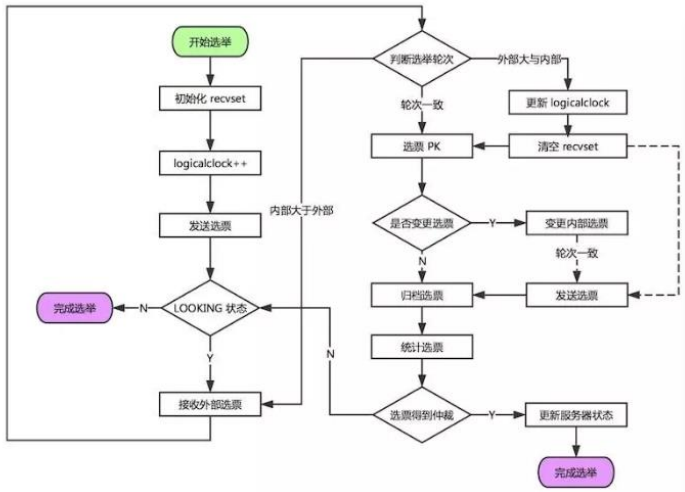 开始选举
初始化 recvset
logicalclock++
发送选票
LOOKING 状态
N
完成选举
Y
接收外部选票
内部大于外部
判断选举轮次
外部大与内部
更新 logicalclock
清空 recvset
轮次一致
选票 PK
是否变更选票
Y
变更内部选票
轮次一致
发送选票
N
归档选票
统计选票
选票得到仲裁
N
Y
更新服务器状态
完成选举